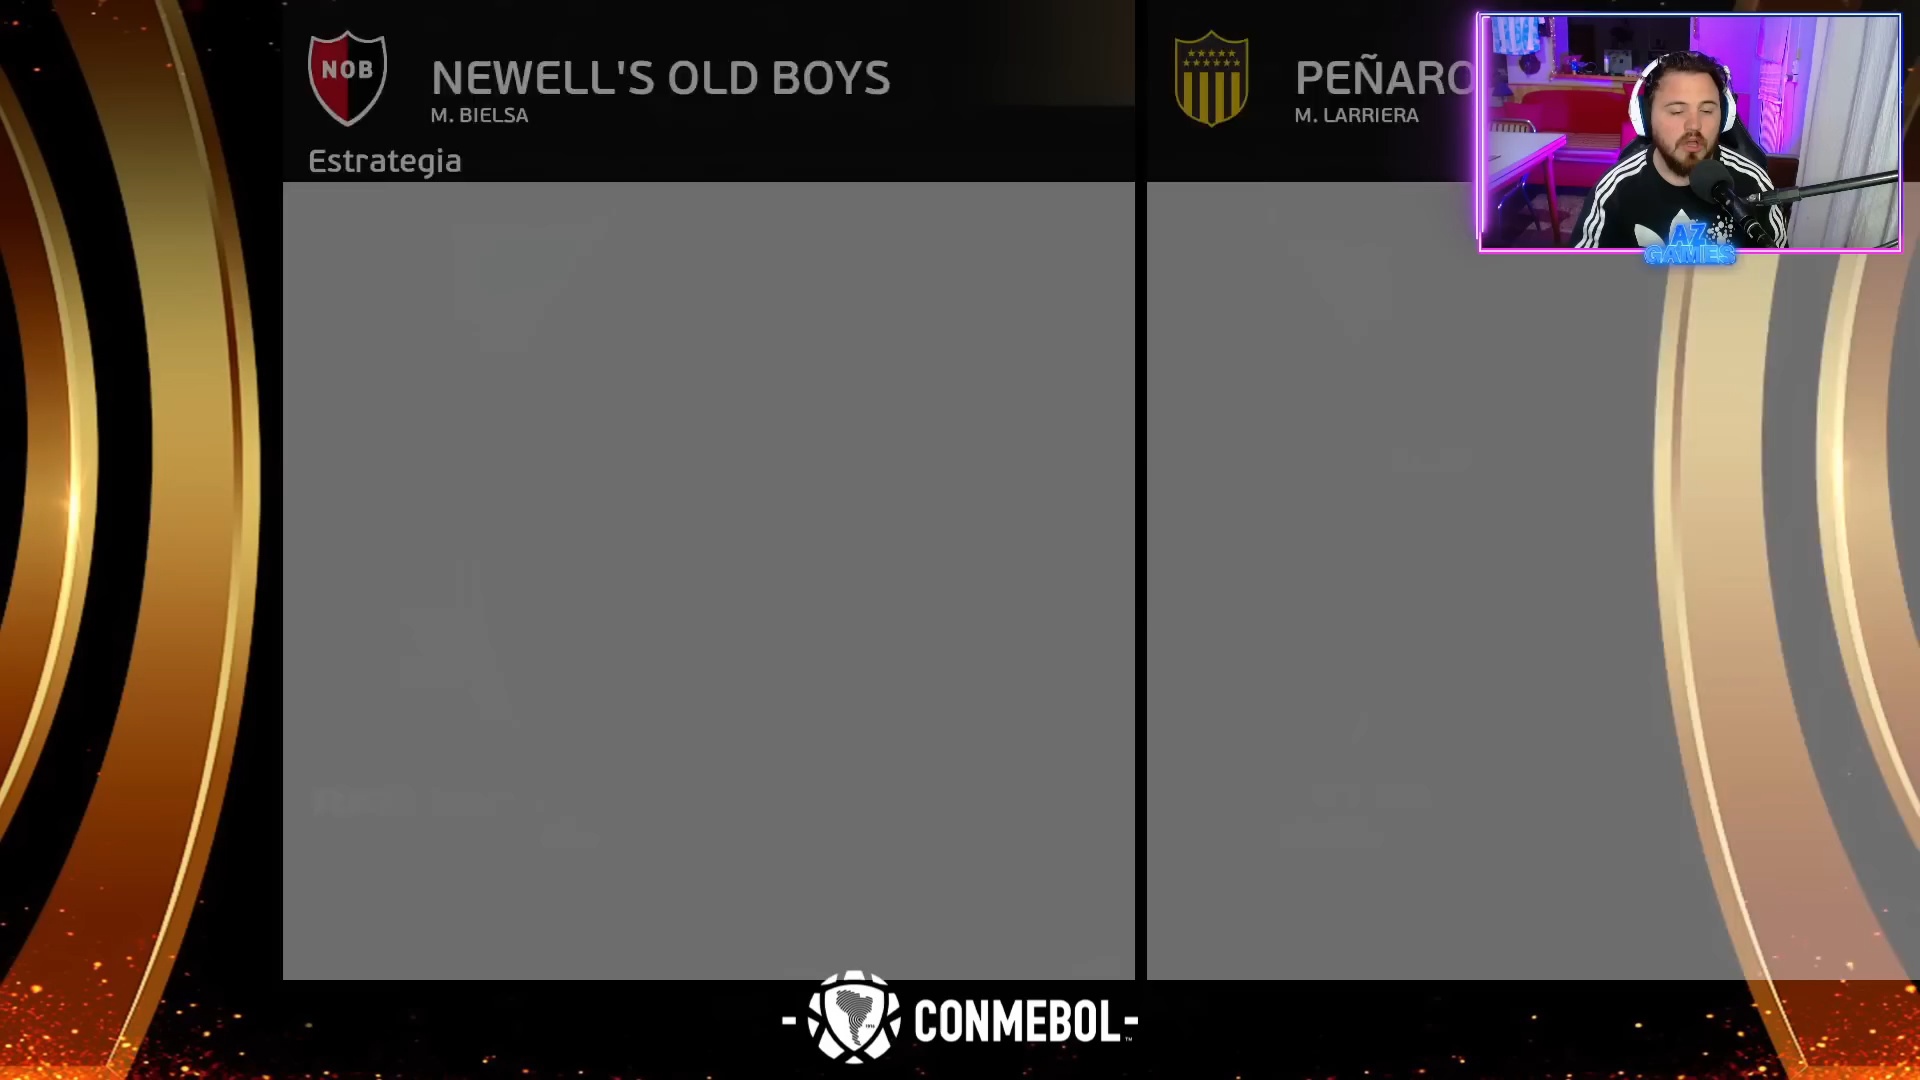 NOB
NEWELL'S OLD BOYS
M. BIELSA
Estrategia
PEÑARO
M. LARRIERA
AZ
GAMES
- CONMEBOL -